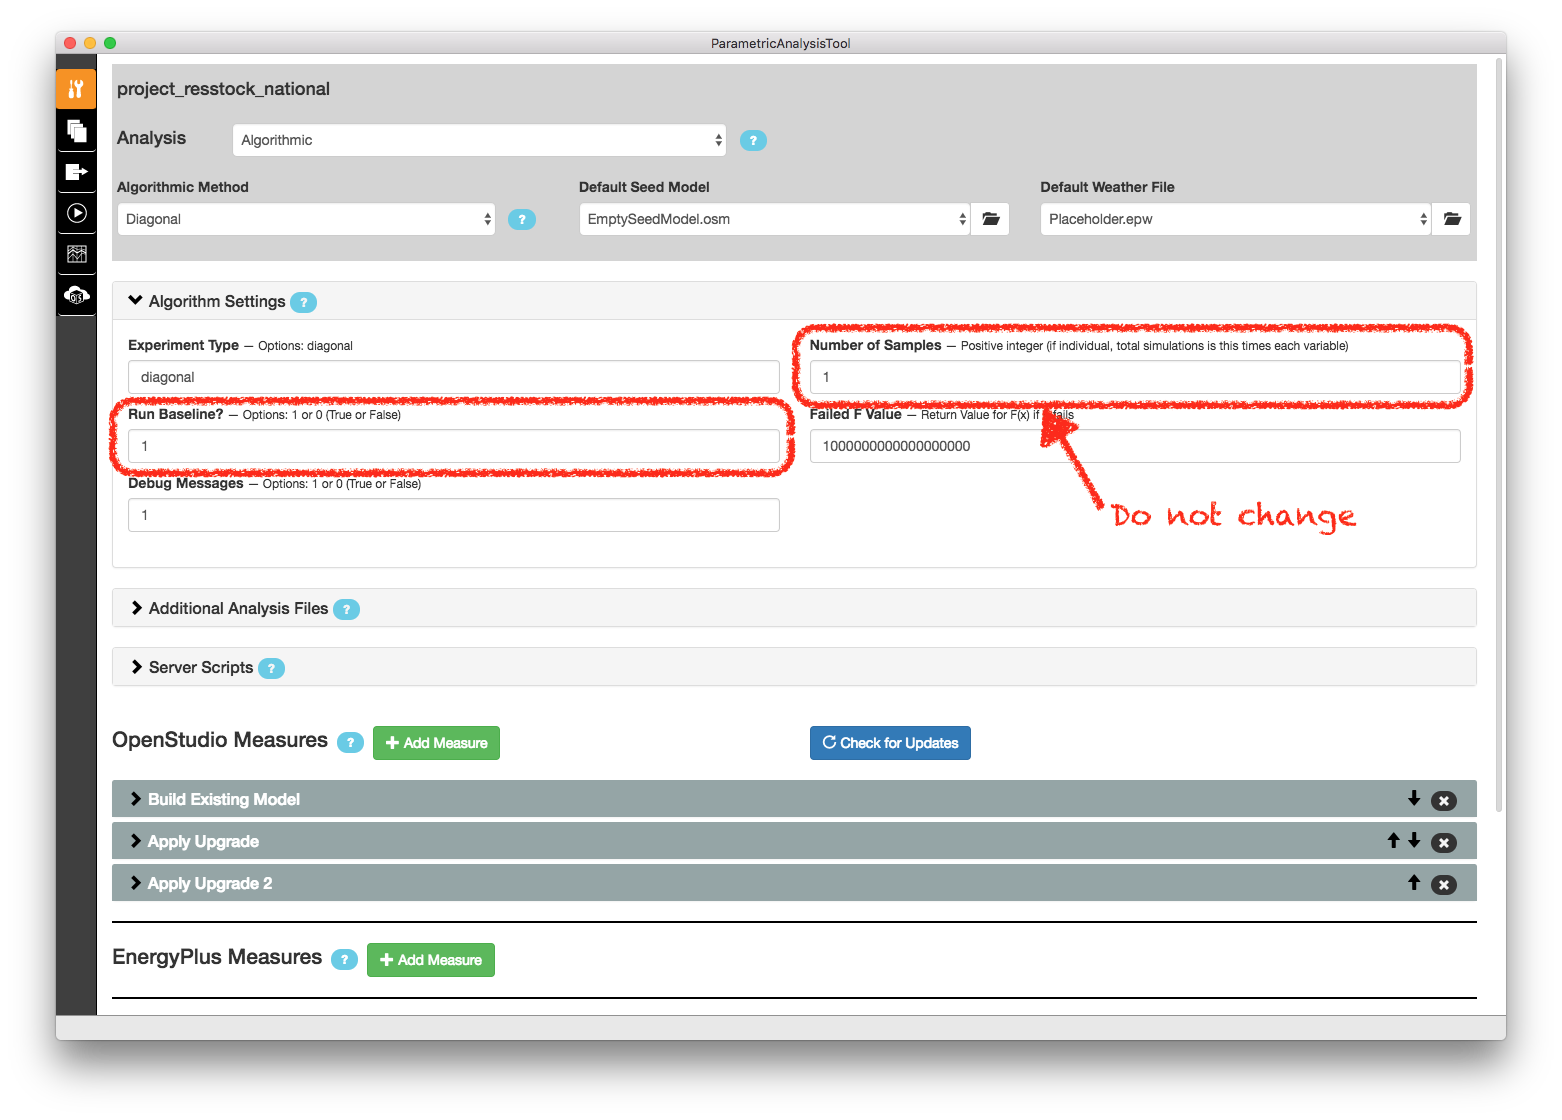 ParametricAnalysisTool
project_resstock_national
Analysis
Algorithmic
?
Algorithmic Method
Default Seed Model
Default Weather File
Diagonal
?
EmptySeedModel.osm
Placeholder.epw
Algorithm Settings ?
Experiment Type — Options: diagonal
Number of Samples — Positive integer (if individual, total simulations is this times each variable)
diagonal
1
Run Baseline? — Options: 1 or 0 (True or False)
Failed F Value — Return Value for F(x) if fails
1
1000000000000000000
Debug Messages — Options: 1 or 0 (True or False)
1
Do not change
Additional Analysis Files ?
Server Scripts ?
OpenStudio Measures ? Add Measure
Check for Updates
Build Existing Model
Apply Upgrade
Apply Upgrade 2
EnergyPlus Measures ? Add Measure